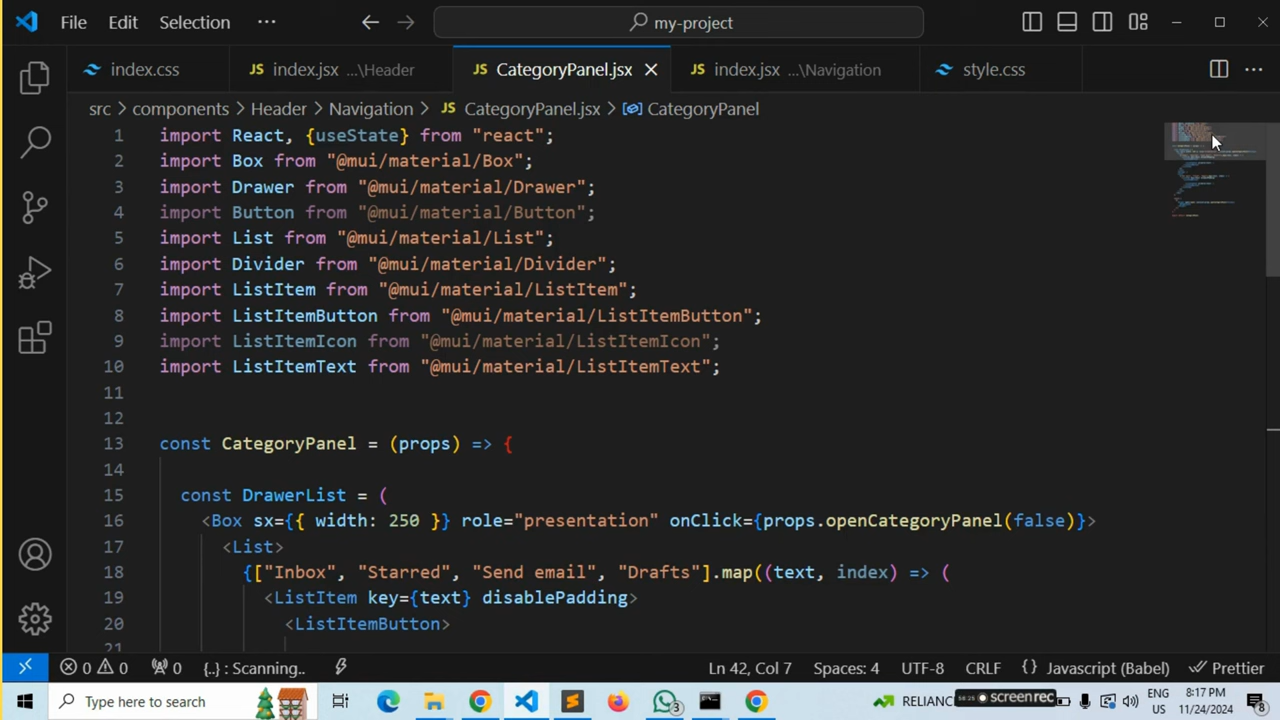 File Edit Selection ··· my-project
index.css index.jsx ...\Header CategoryPanel.jsx index.jsx ...\Navigation style.css
src > components > Header > Navigation > JS CategoryPanel.jsx > CategoryPanel
1 import React, {useState} from "react";
2 import Box from "@mui/material/Box";
3 import Drawer from "@mui/material/Drawer";
4 import Button from "@mui/material/Button";
5 import List from "@mui/material/List";
6 import Divider from "@mui/material/Divider";
7 import ListItem from "@mui/material/ListItem";
8 import ListItemButton from "@mui/material/ListItemButton";
9 import ListItemIcon from "@mui/material/ListItemIcon";
10 import ListItemText from "@mui/material/ListItemText";
11
12
13 const CategoryPanel = (props) => {
14
15 const DrawerList = (
16 <Box sx={{ width: 250 }} role="presentation" onClick={props.openCategoryPanel(false)}>
17 <List>
18 {["Inbox", "Starred", "Send email", "Drafts"].map((text, index) => (
19 <ListItem key={text} disablePadding>
20 <ListItemButton>
21
0 0 0 {..} : Scanning.. Ln 42, Col 7 Spaces: 4 UTF-8 CRLF {} Javascript (Babel) Prettier
Type here to search 3 RELIANC 58:26 screenrec ENG US 8:17 PM 11/24/2024 8